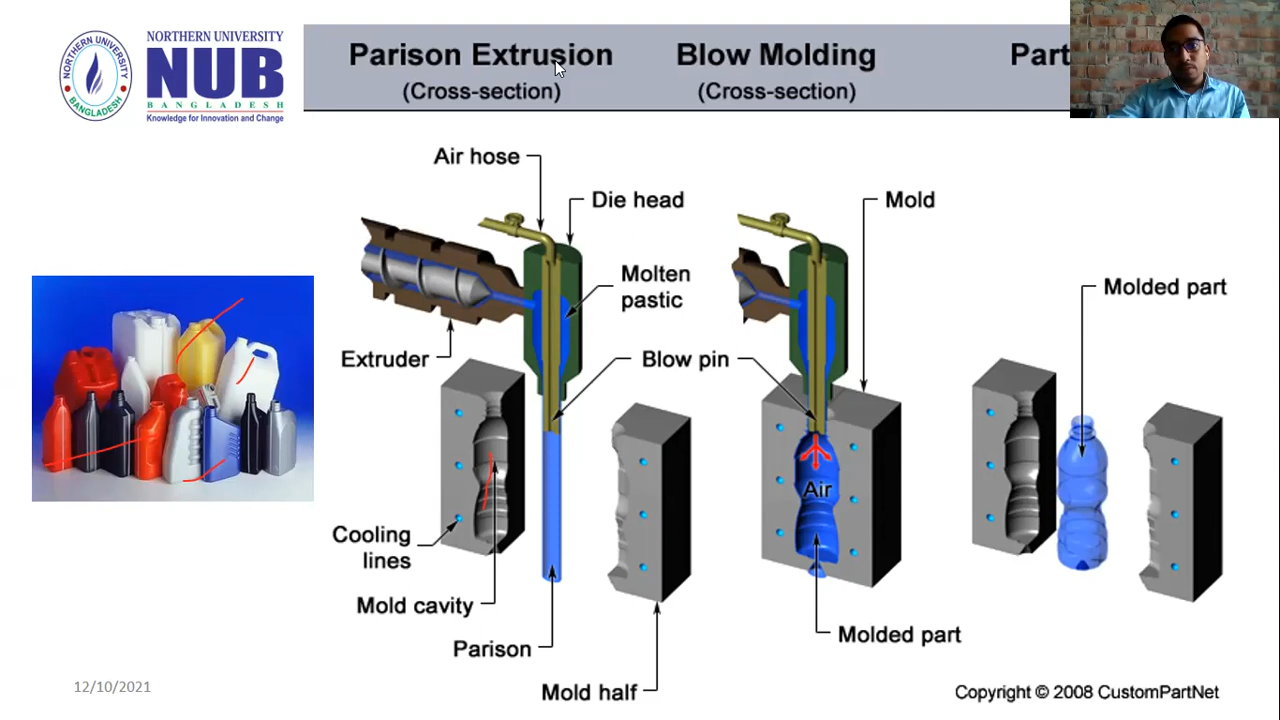 NORTHERN UNIVERSITY
BANGLADESH
NORTHERN UNIVERSITY
NUB
BANGLADESH
Knowledge for Innovation and Change
Parison Extrusion
(Cross-section)
Blow Molding
(Cross-section)
Part
Air hose
Die head
Molten
pastic
Extruder
Blow pin
Mold
Molded part
Air
Cooling
lines
Mold cavity
Parison
Mold half
Molded part
12/10/2021
Copyright © 2008 CustomPartNet